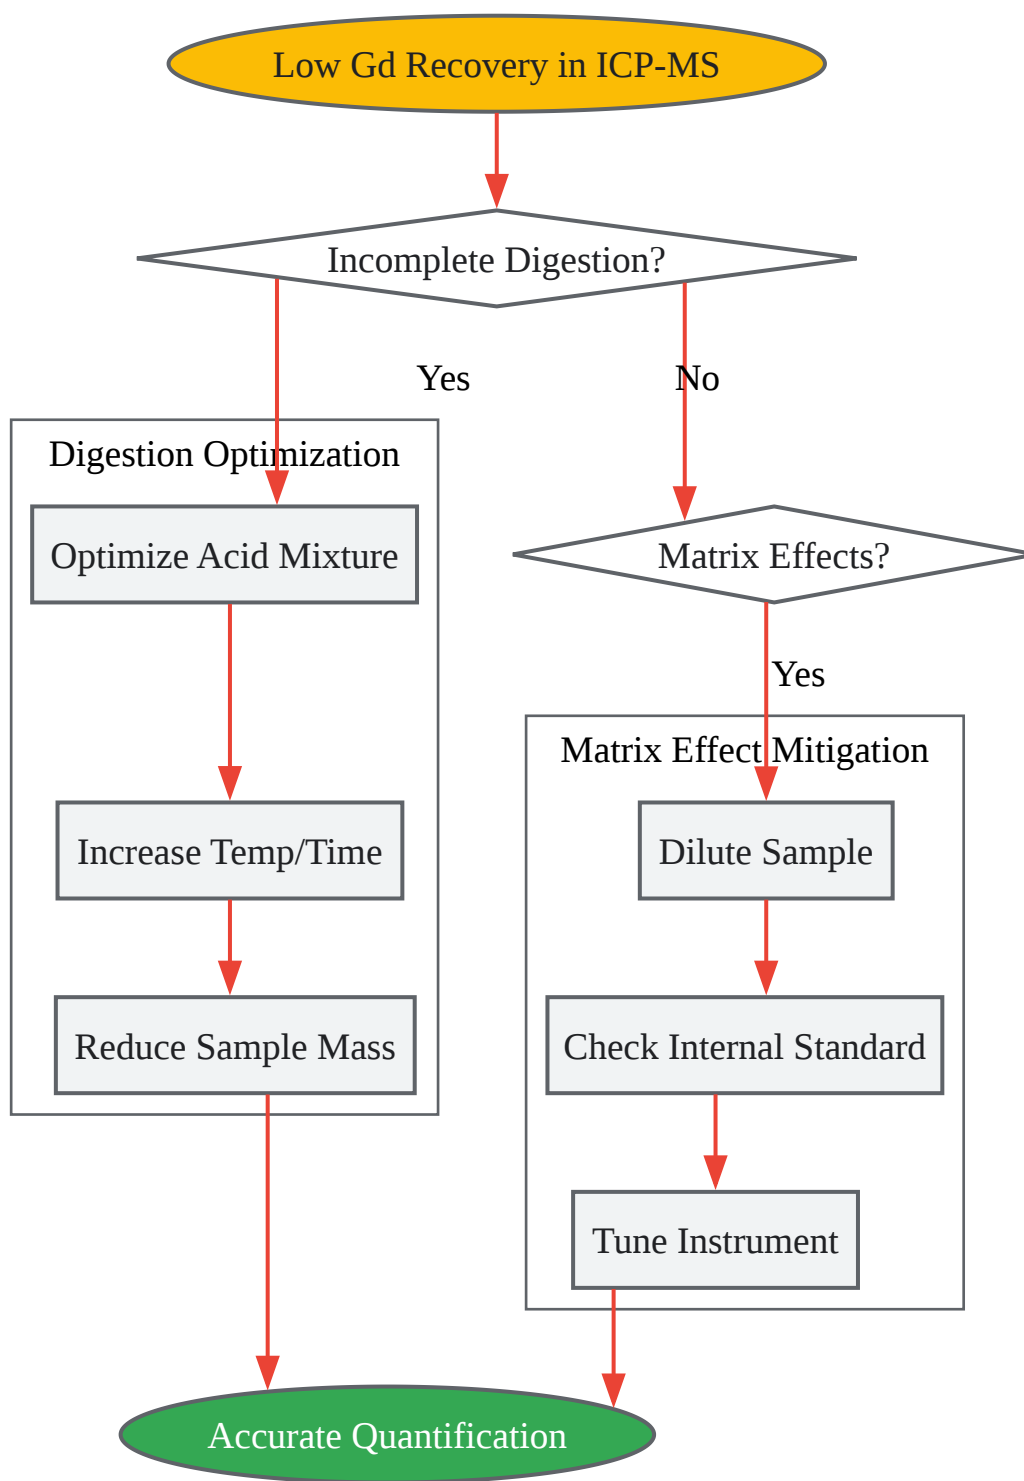 Low Gd Recovery in ICP-MS
Incomplete Digestion?
Yes
No
Digestion Optimization
Optimize Acid Mixture
Matrix Effects?
Yes
Matrix Effect Mitigation
Increase Temp/Time
Dilute Sample
Reduce Sample Mass
Check Internal Standard
Tune Instrument
Accurate Quantification